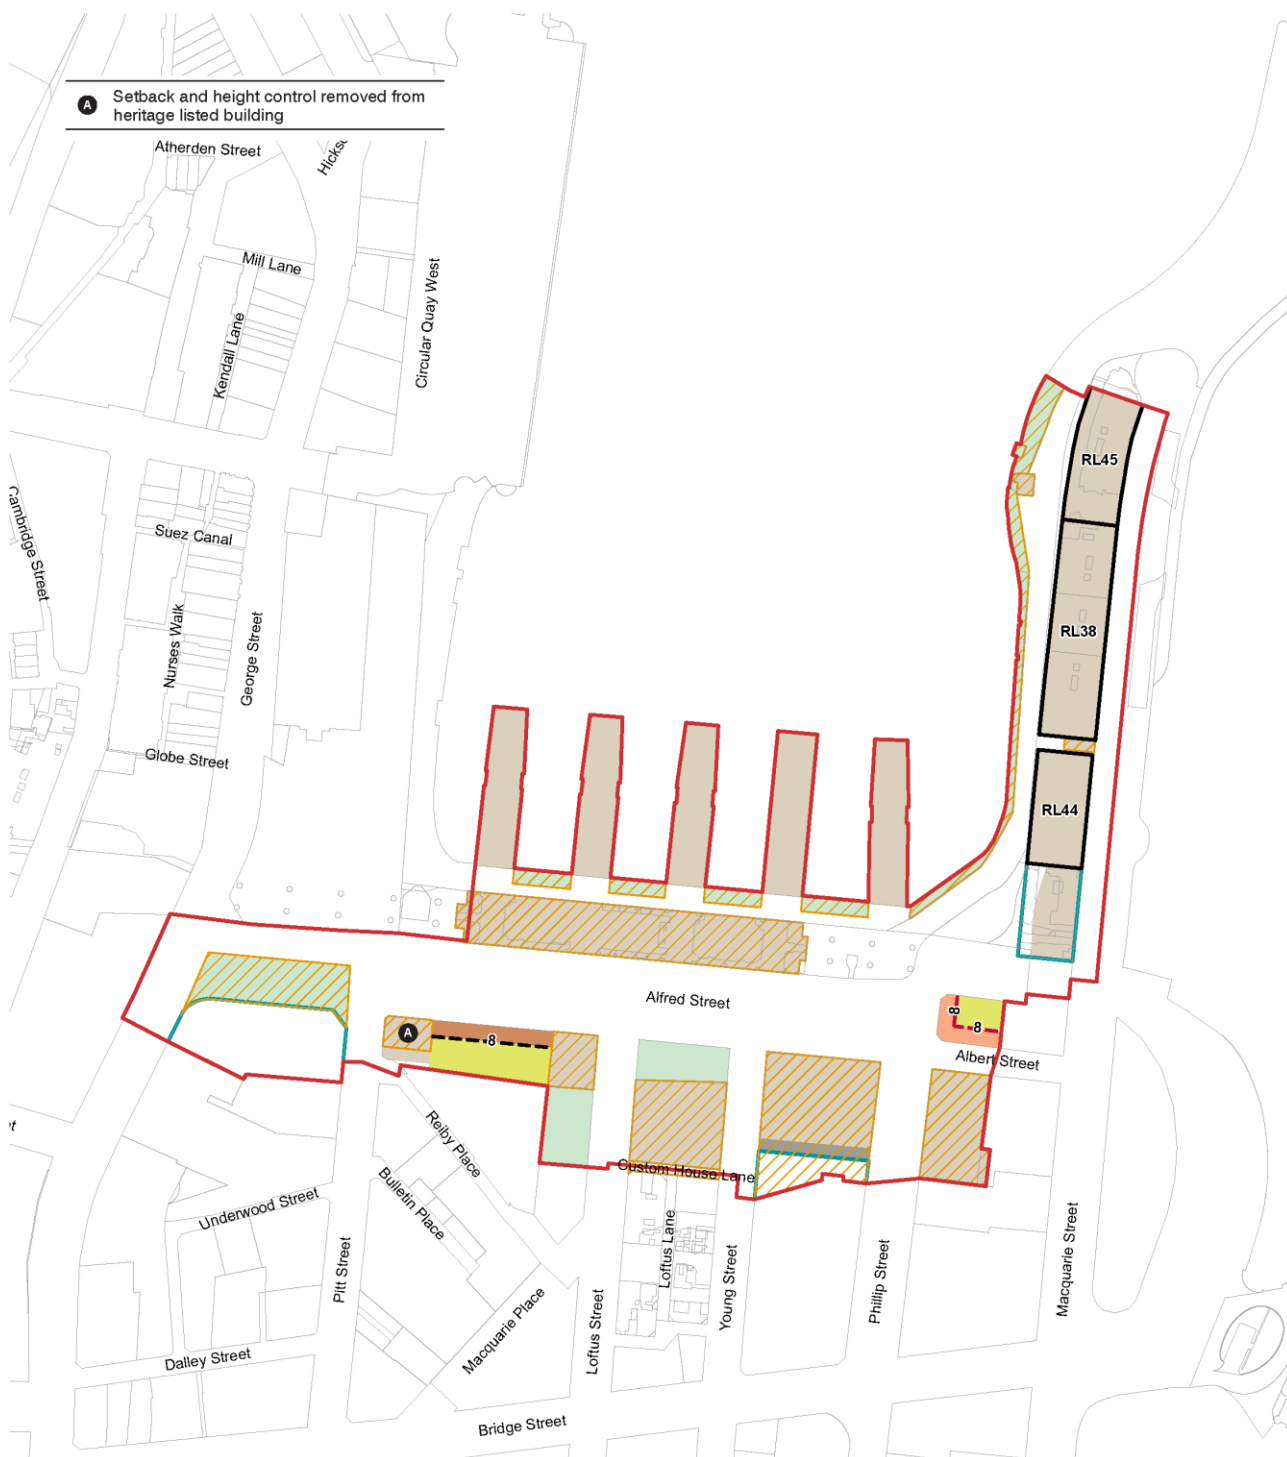 A
Setback and height control removed from
heritage listed building
Atherden Street
Mill Lane
Kendall Lane
Circular Quay West
RL45
Cambridge Street
Suez Canal
Nurses Walk
George Street
RL38
Globe Street
RL44
Alfred Street
8
8
A
8
Albert Street
Reiby Place
Custom House Lane
Bulletin Place
Underwood Street
Pitt Street
Loftus Lane
Young Street
Phillip Street
Macquarie Street
Macquarie Place
Loftus Street
Dalley Street
Bridge Street